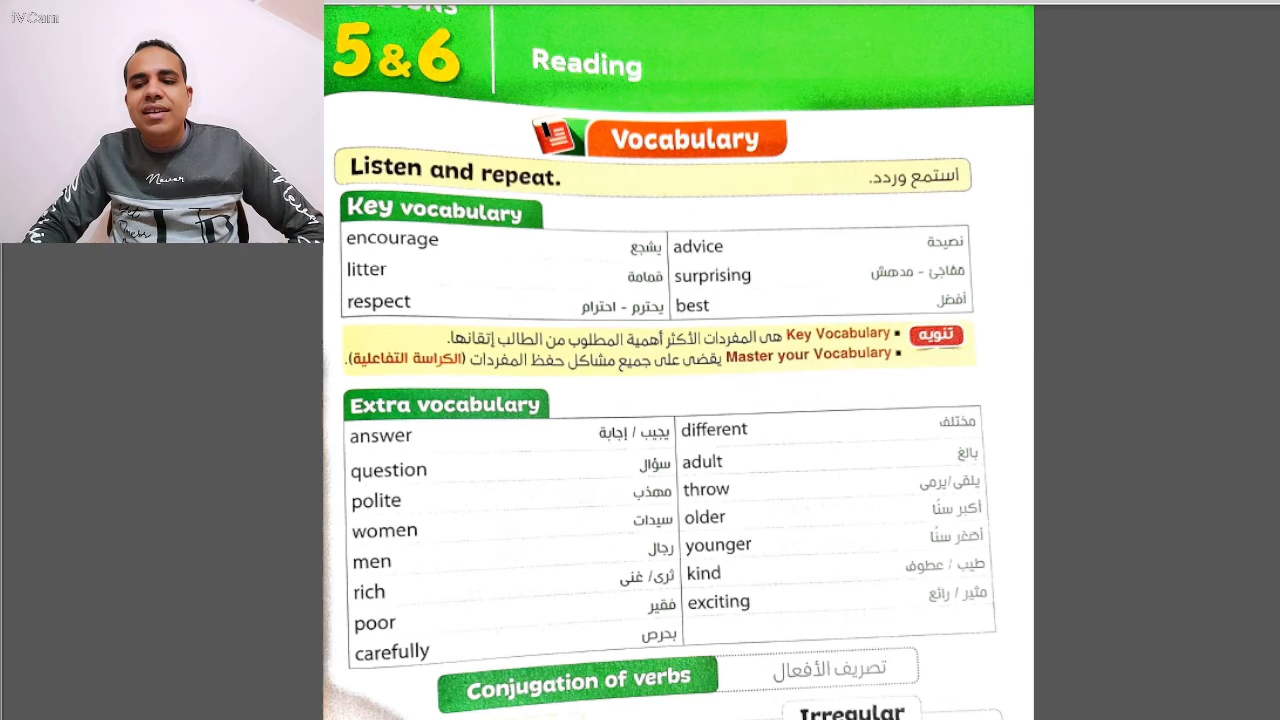 iVCam
5 & 6
Reading
Vocabulary
Listen and repeat.
استمع وردد.
Key vocabulary
encourage يشجع
advice نصيحة
litter قمامة
surprising مفاجئ - مدهش
respect يحترم - احترام
best أفضل
تنويه
▪ Key Vocabulary هى المفردات الأكثر أهمية المطلوب من الطالب إتقانها.
▪ Master your Vocabulary يقضى على جميع مشاكل حفظ المفردات (الكراسة التفاعلية).
Extra vocabulary
answer يجيب / إجابة
different مختلف
question سؤال
adult بالغ
polite مهذب
throw يلقى/يرمى
women سيدات
older أكبر سنًا
men رجال
younger أصغر سنًا
rich ثرى/ غنى
kind طيب / عطوف
poor فقير
exciting مثير / رائع
carefully بحرص
Conjugation of verbs
تصريف الأفعال
Irregular
Never